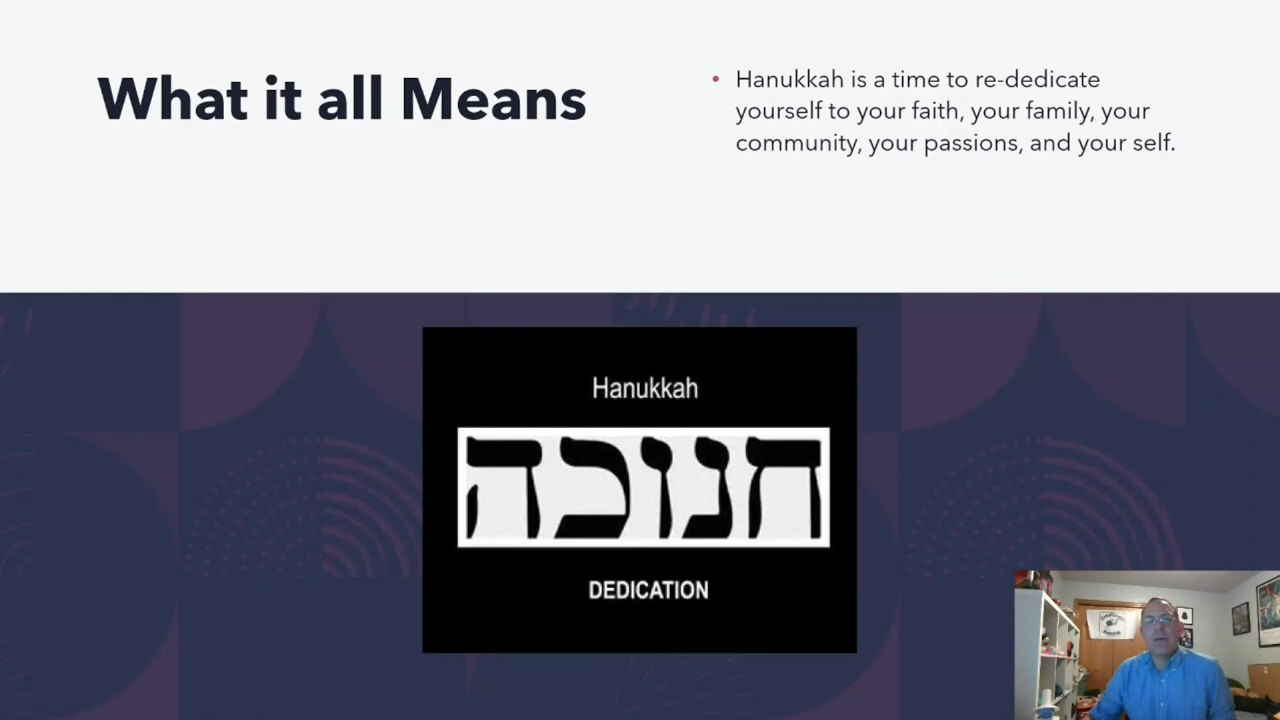 What it all Means
• Hanukkah is a time to re-dedicate
yourself to your faith, your family, your
community, your passions, and your self.
Hanukkah
חנוכה
DEDICATION